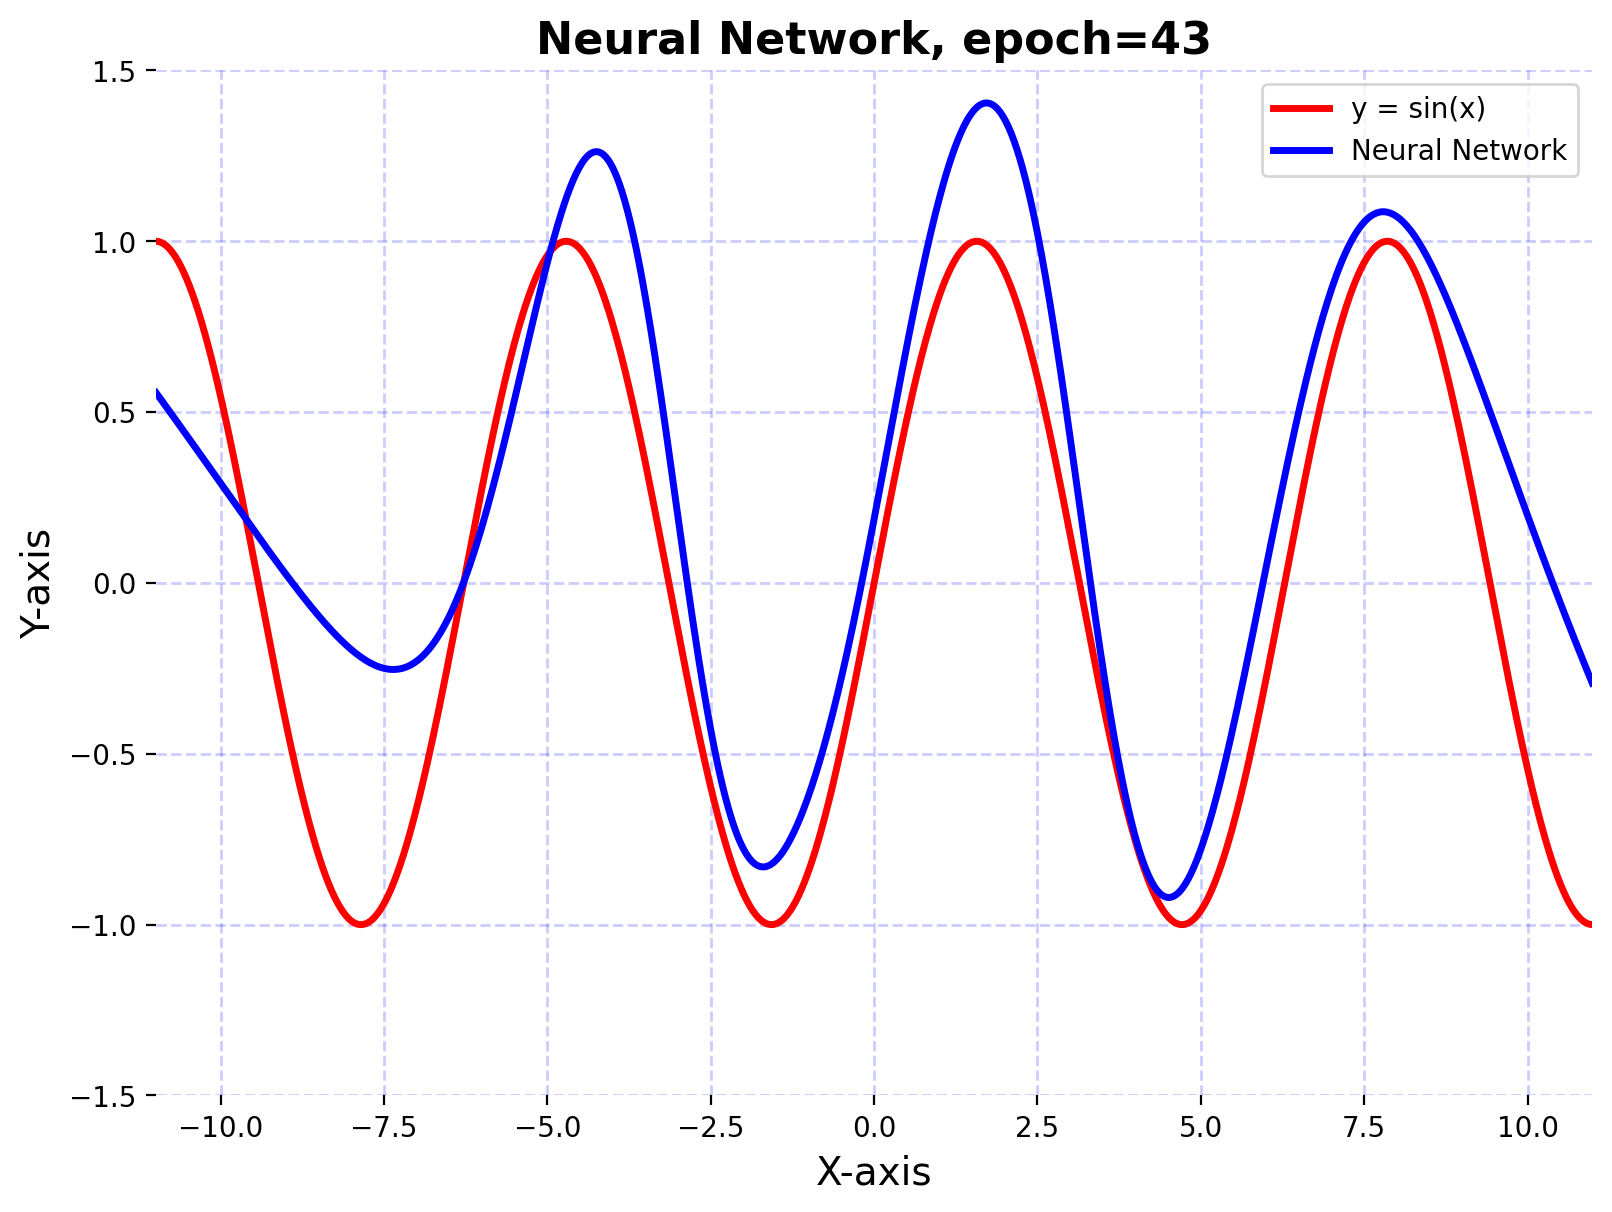 Neural Network, epoch=43
y = sin(x)
Neural Network
Y-axis
1.5
1.0
0.5
0.0
−0.5
−1.0
−1.5
−10.0 −7.5 −5.0 −2.5 0.0 2.5 5.0 7.5 10.0
X-axis